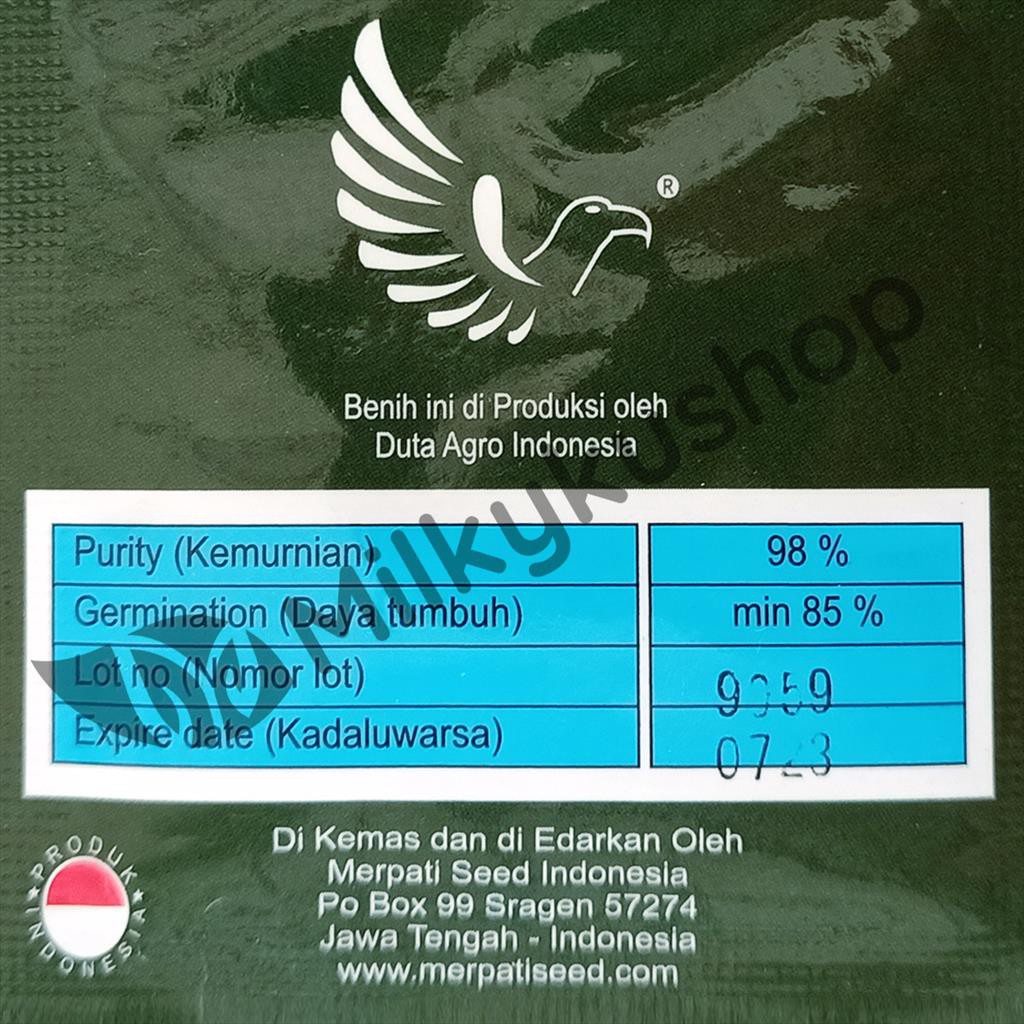 ®
Benih ini di Produksi oleh
Duta Agro Indonesia
Purity (Kemurnian) 98 %
Germination (Daya tumbuh) min 85 %
Lot no (Nomor lot)
Expire date (Kadaluwarsa) 0723
Milkykushop
Di Kemas dan di Edarkan Oleh
Merpati Seed Indonesia
Po Box 99 Sragen 57274
Jawa Tengah - Indonesia
www.merpatiseed.com
PRODUK INDONESIA